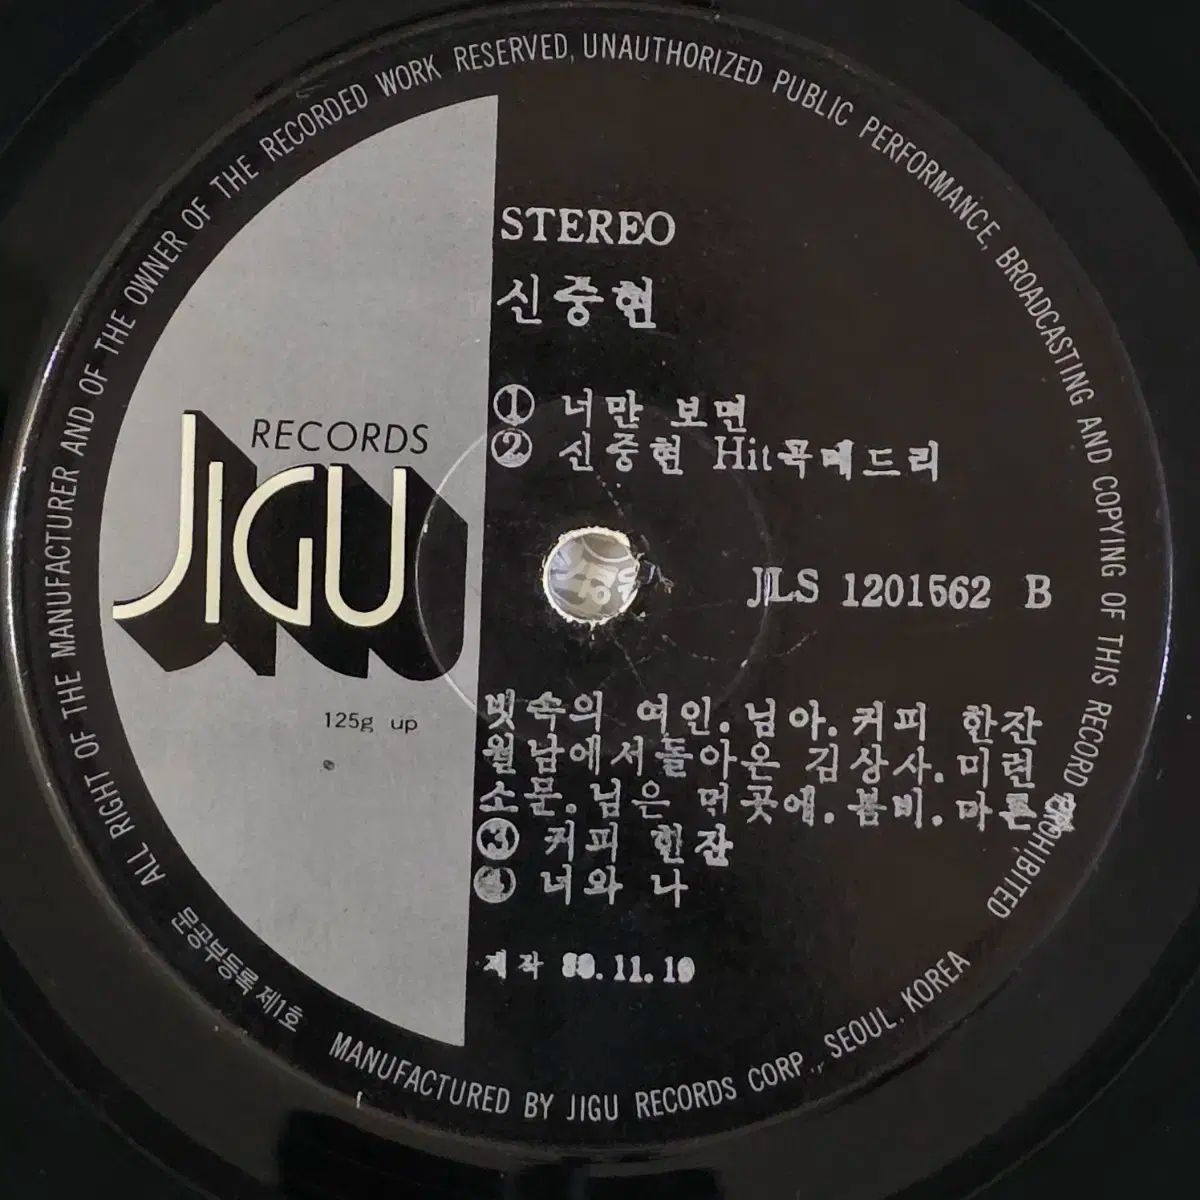 ALL RIGHT OF THE MANUFACTURER AND OF THE OWNER OF THE RECORDED WORK RESERVED, UNAUTHORIZED PUBLIC PERFORMANCE, BROADCASTING AND COPYING OF THIS RECORD PROHIBITED
STEREO
신중현
① 너만 보면
② 신중현 Hit곡메드리
RECORDS
JIGU
JLS 1201562 B
125g up
빗속의 여인.님아.커피 한잔
월남에서돌아온 김상사.미련
소문.님은 먼곳에.봄비.마른잎
③ 커피 한잔
④ 너와 나
제작
문공부등록 제1호
MANUFACTURED BY JIGU RECORDS CORP., SEOUL, KOREA